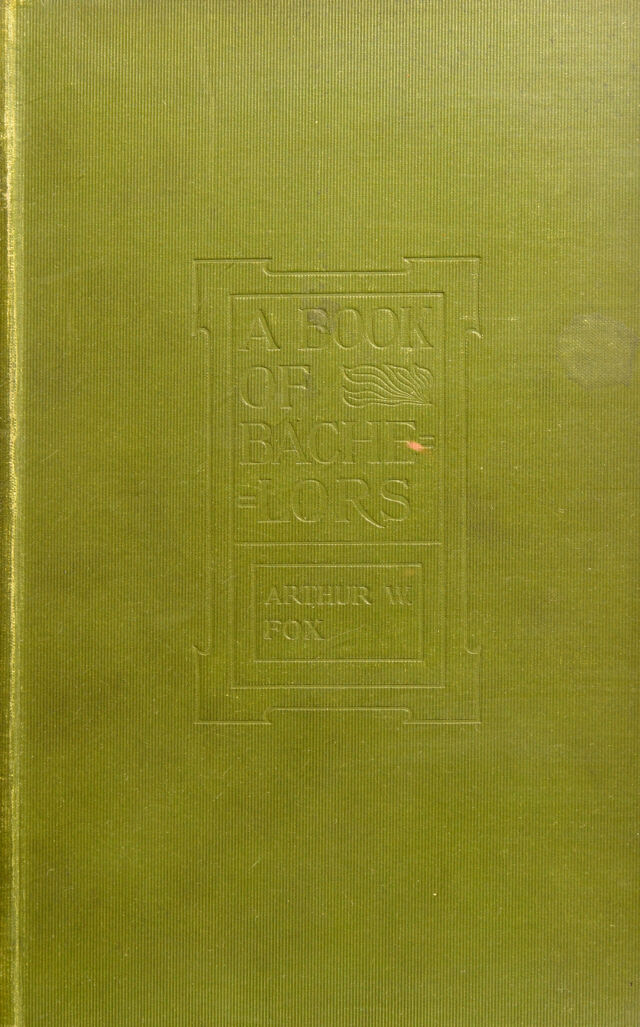 A BOOK
OF
BACHE=
=LORS
ARTHUR W.
FOX